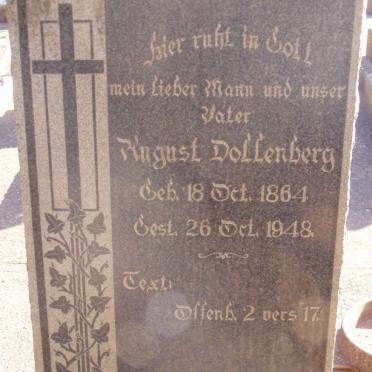 Hier ruht in Gott
mein lieber Mann und unser
Vater
August Dollenberg
Geb. 18 Oct. 1864
Gest. 26 Oct. 1948.
Text:
Offenb. 2 vers 17.